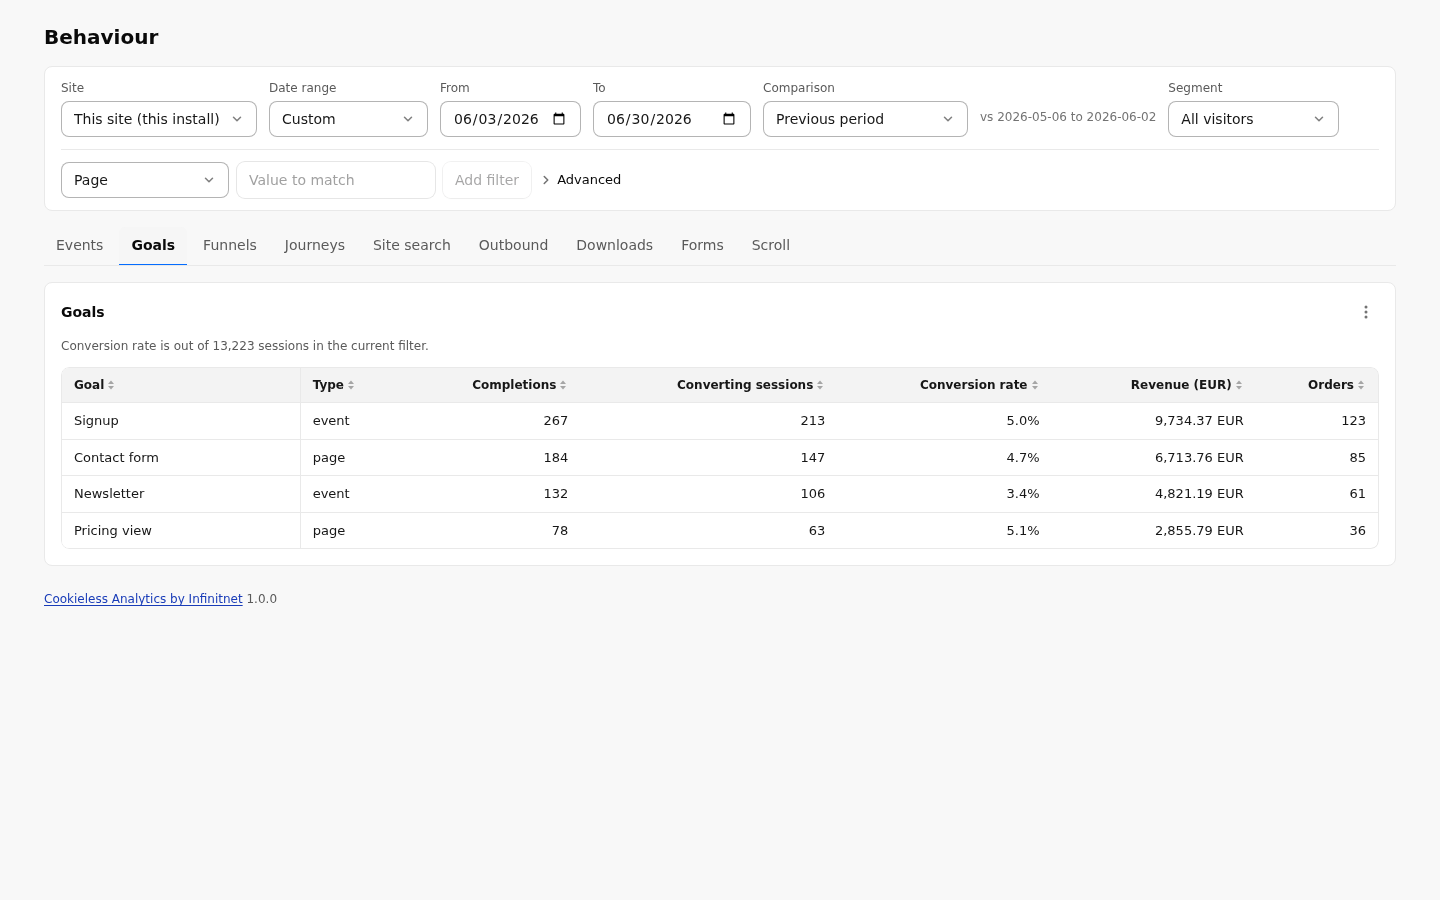 Behaviour
Site Date range From To Comparison Segment
This site (this install) Custom 06/03/2026 06/30/2026 Previous period vs 2026-05-06 to 2026-06-02 All visitors
Page Value to match Add filter Advanced
Events Goals Funnels Journeys Site search Outbound Downloads Forms Scroll
Goals
Conversion rate is out of 13,223 sessions in the current filter.
Goal Type Completions Converting sessions Conversion rate Revenue (EUR) Orders
Signup event 267 213 5.0% 9,734.37 EUR 123
Contact form page 184 147 4.7% 6,713.76 EUR 85
Newsletter event 132 106 3.4% 4,821.19 EUR 61
Pricing view page 78 63 5.1% 2,855.79 EUR 36
Cookieless Analytics by Infinitnet 1.0.0